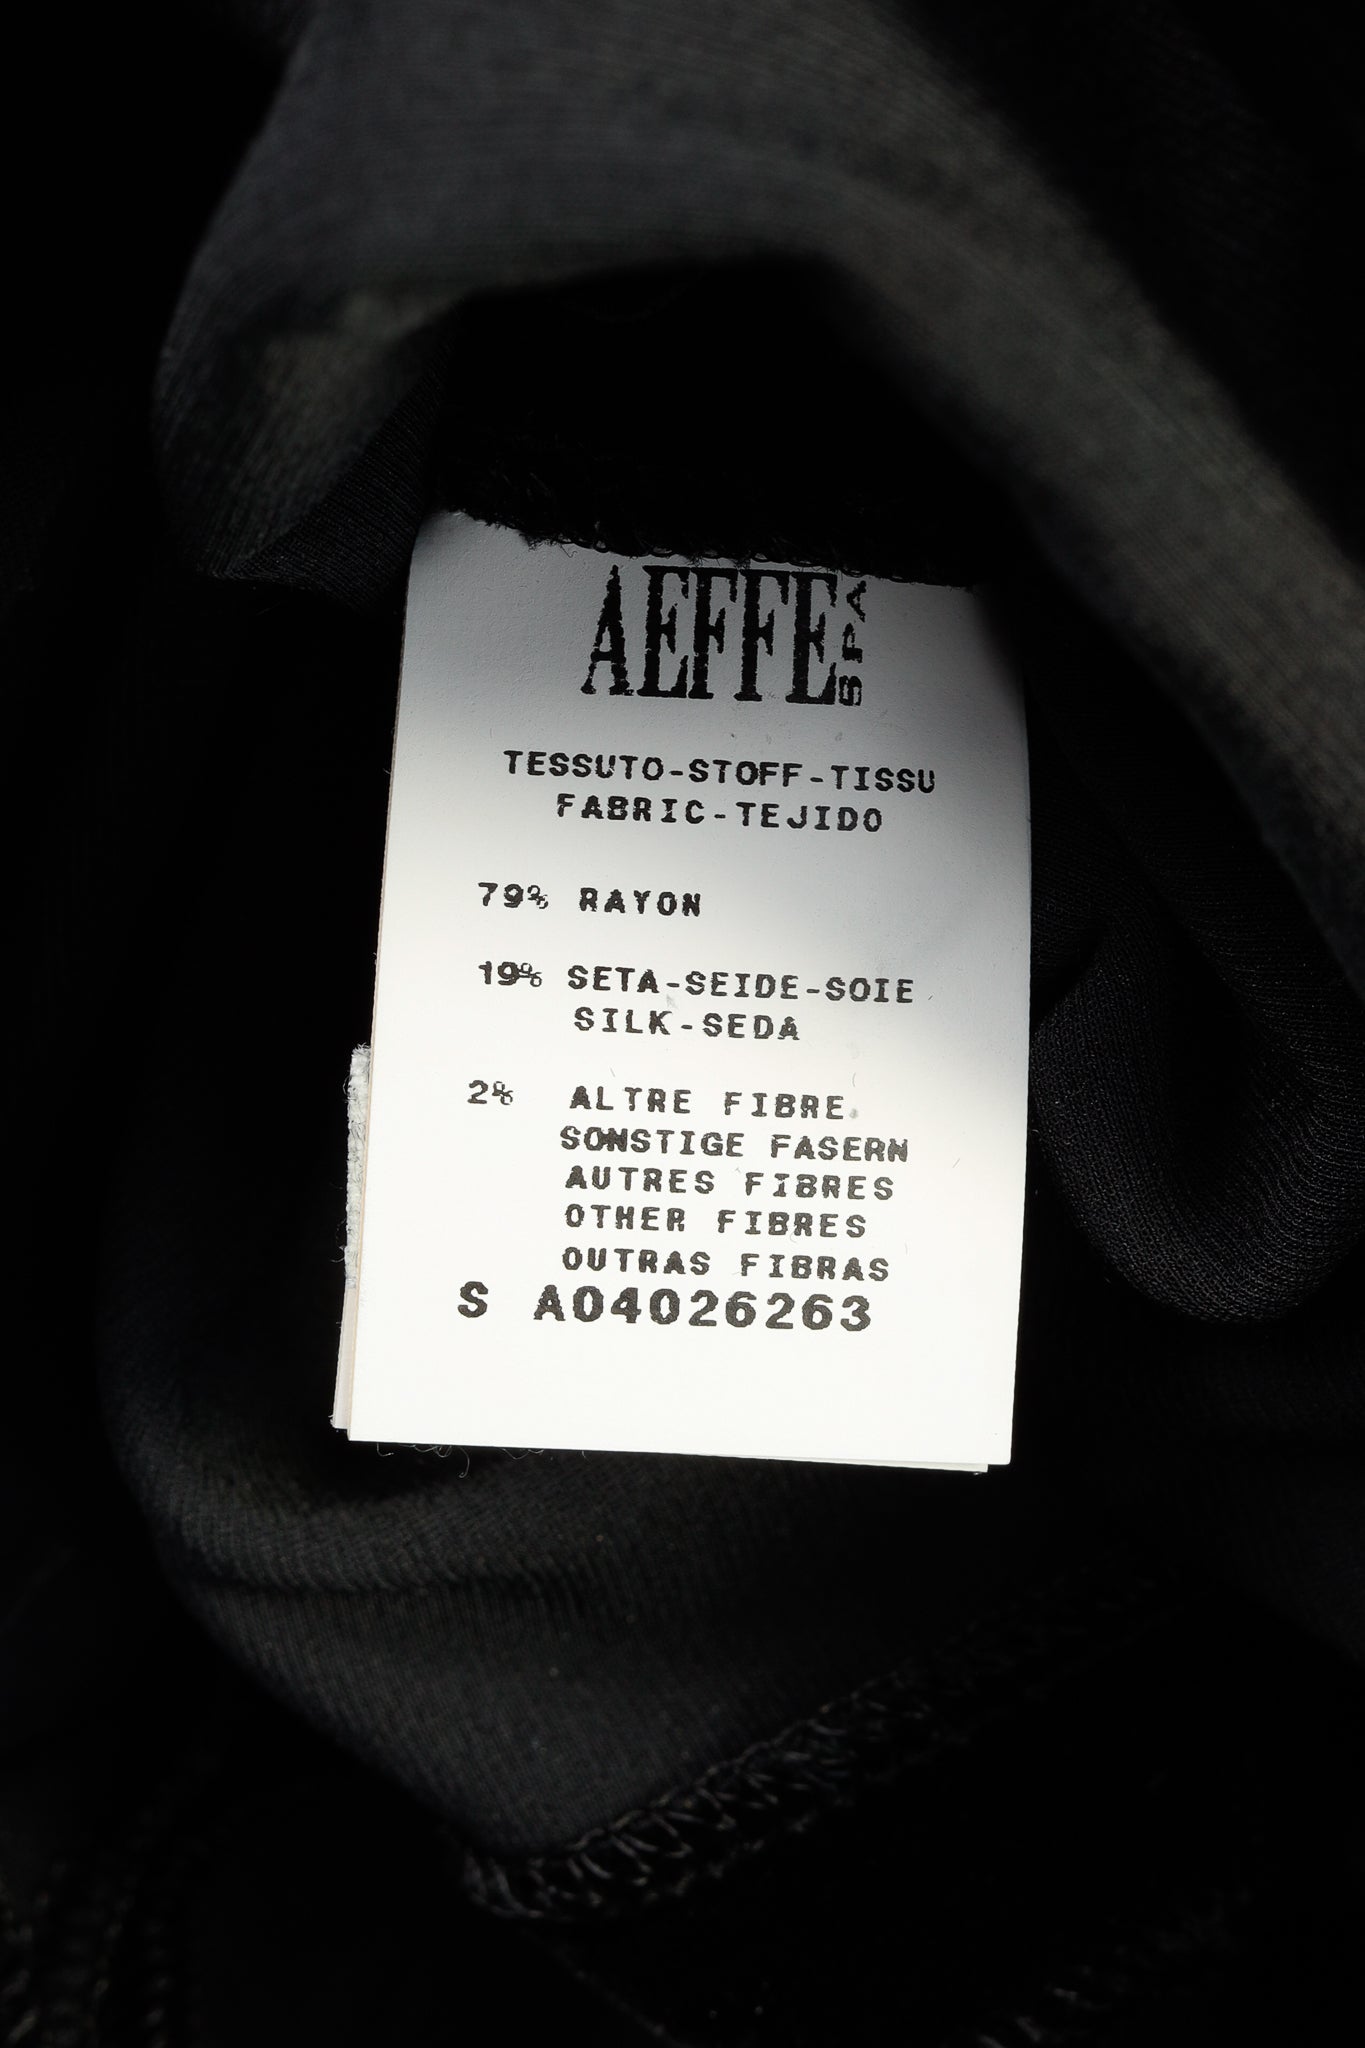 AEFFE SPA
TESSUTO-STOFF-TISSU
FABRIC-TEJIDO
79% RAYON
19% SETA-SEIDE-SOIE
SILK-SEDA
2% ALTRE FIBRE
SONSTIGE FASERN
AUTRES FIBRES
OTHER FIBRES
OUTRAS FIBRAS
S A04026263